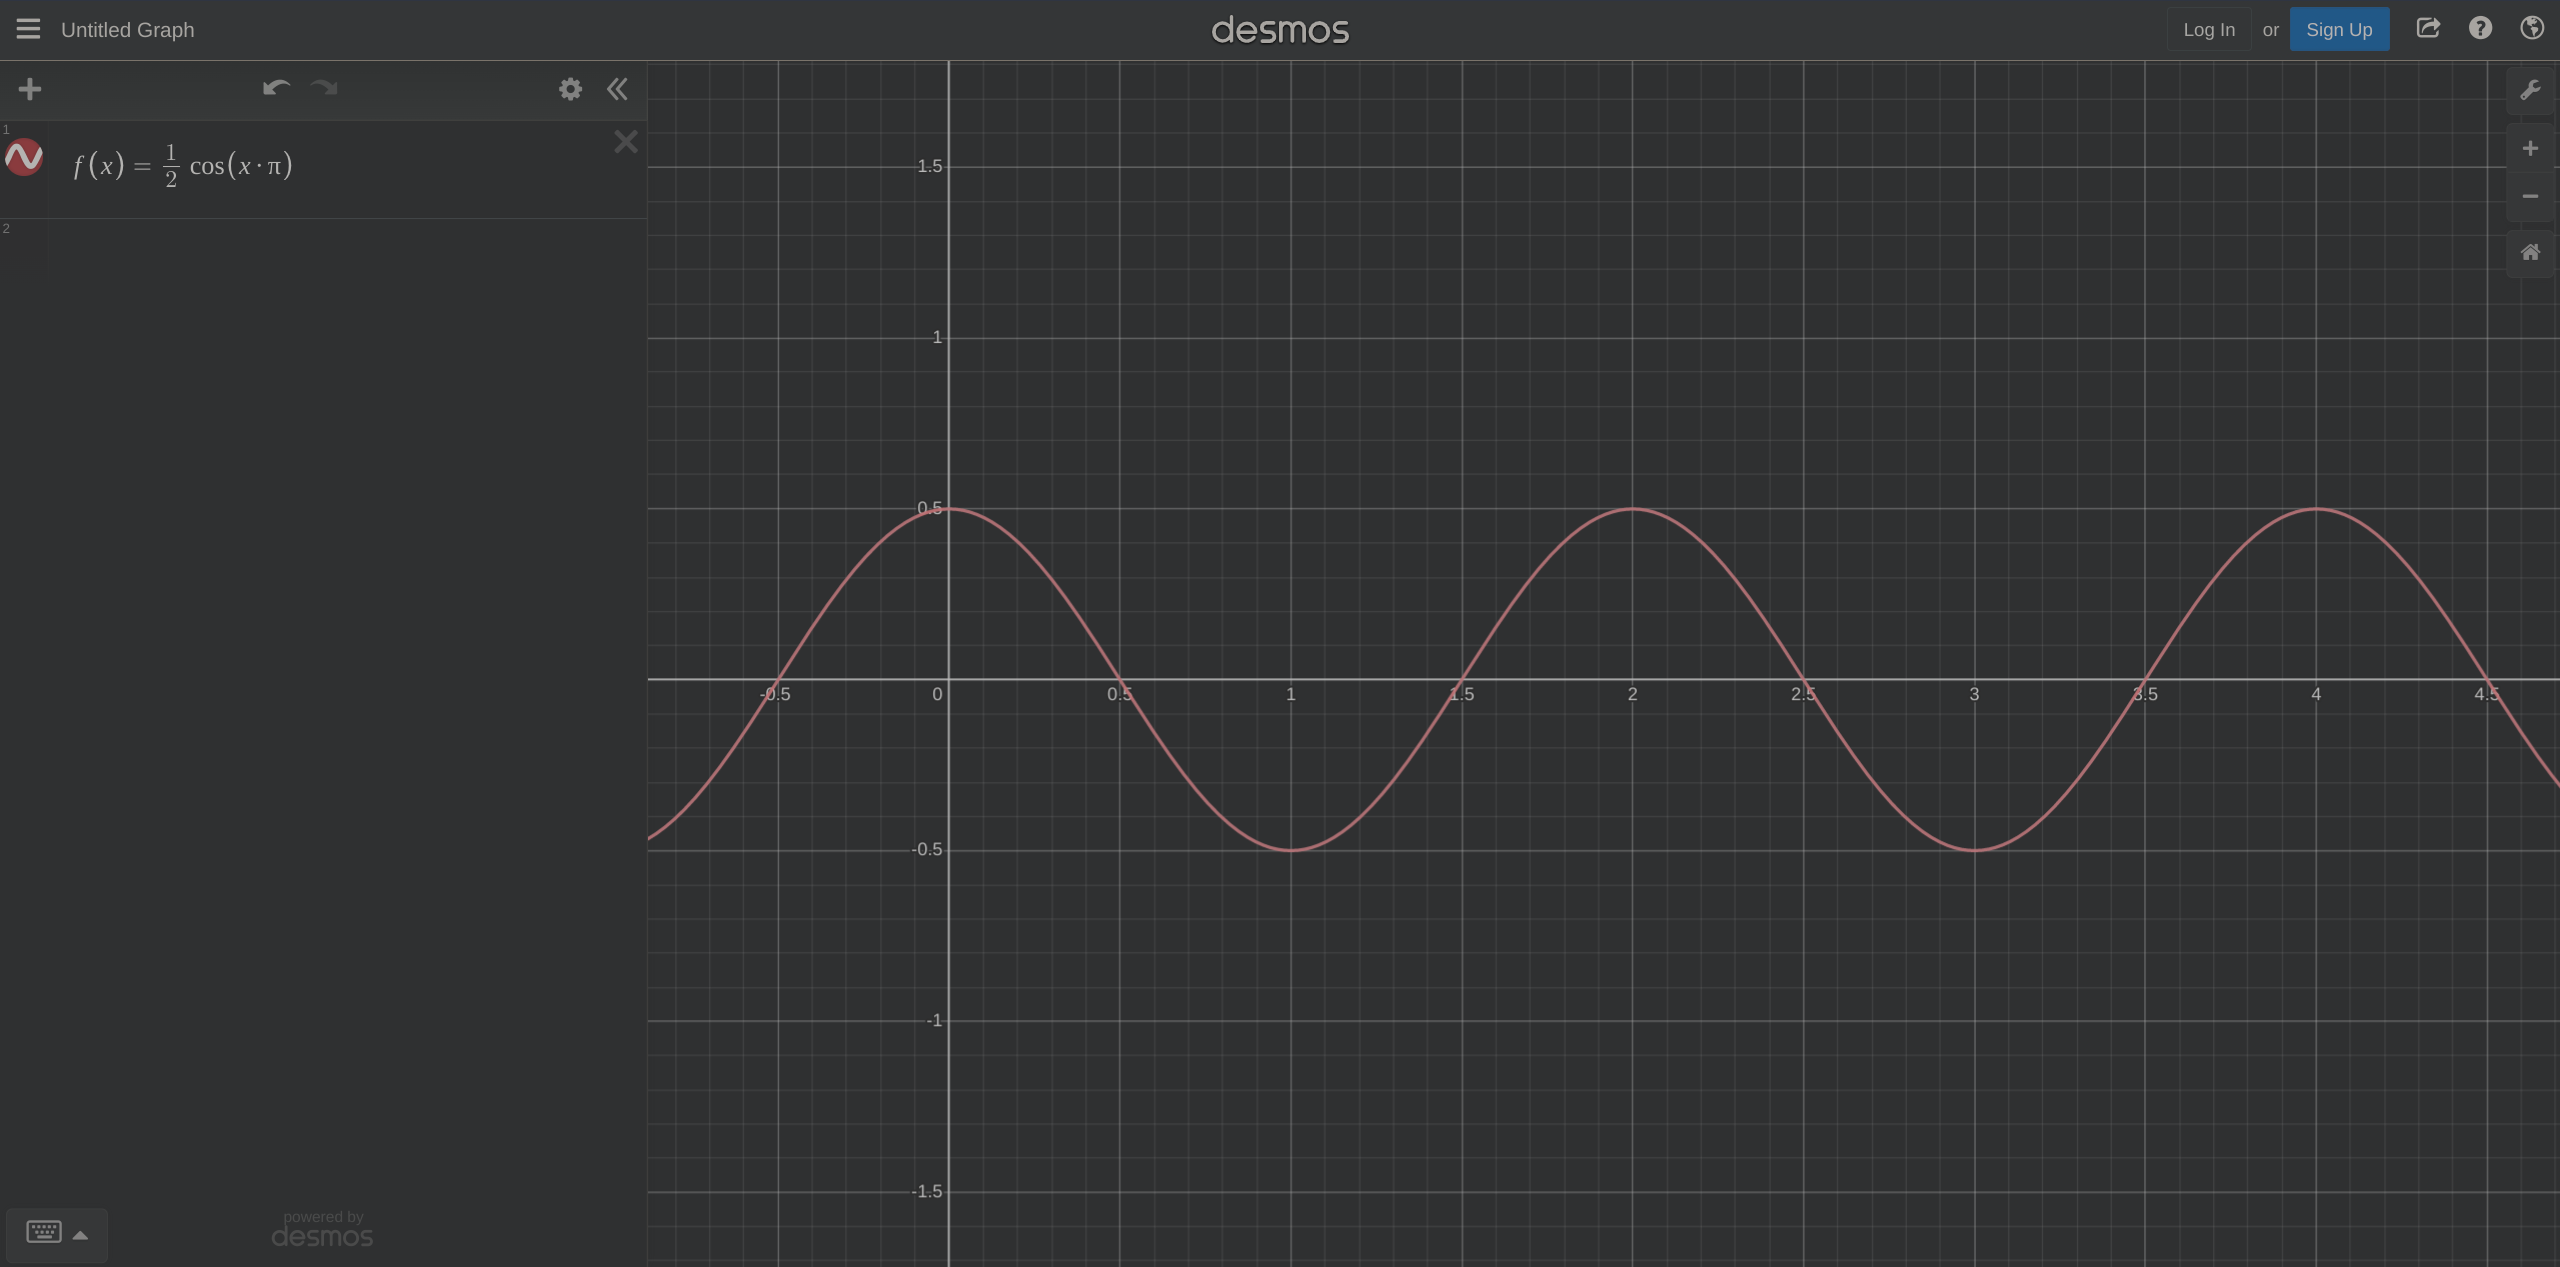 Untitled Graph
desmos
Log In or Sign Up
1
f(x) = 1/2 cos(x · π)
2
1.5
1
0.5
-0.5 0 0.5 1 1.5 2 2.5 3 3.5 4 4.5
-0.5
-1
-1.5
powered by
desmos